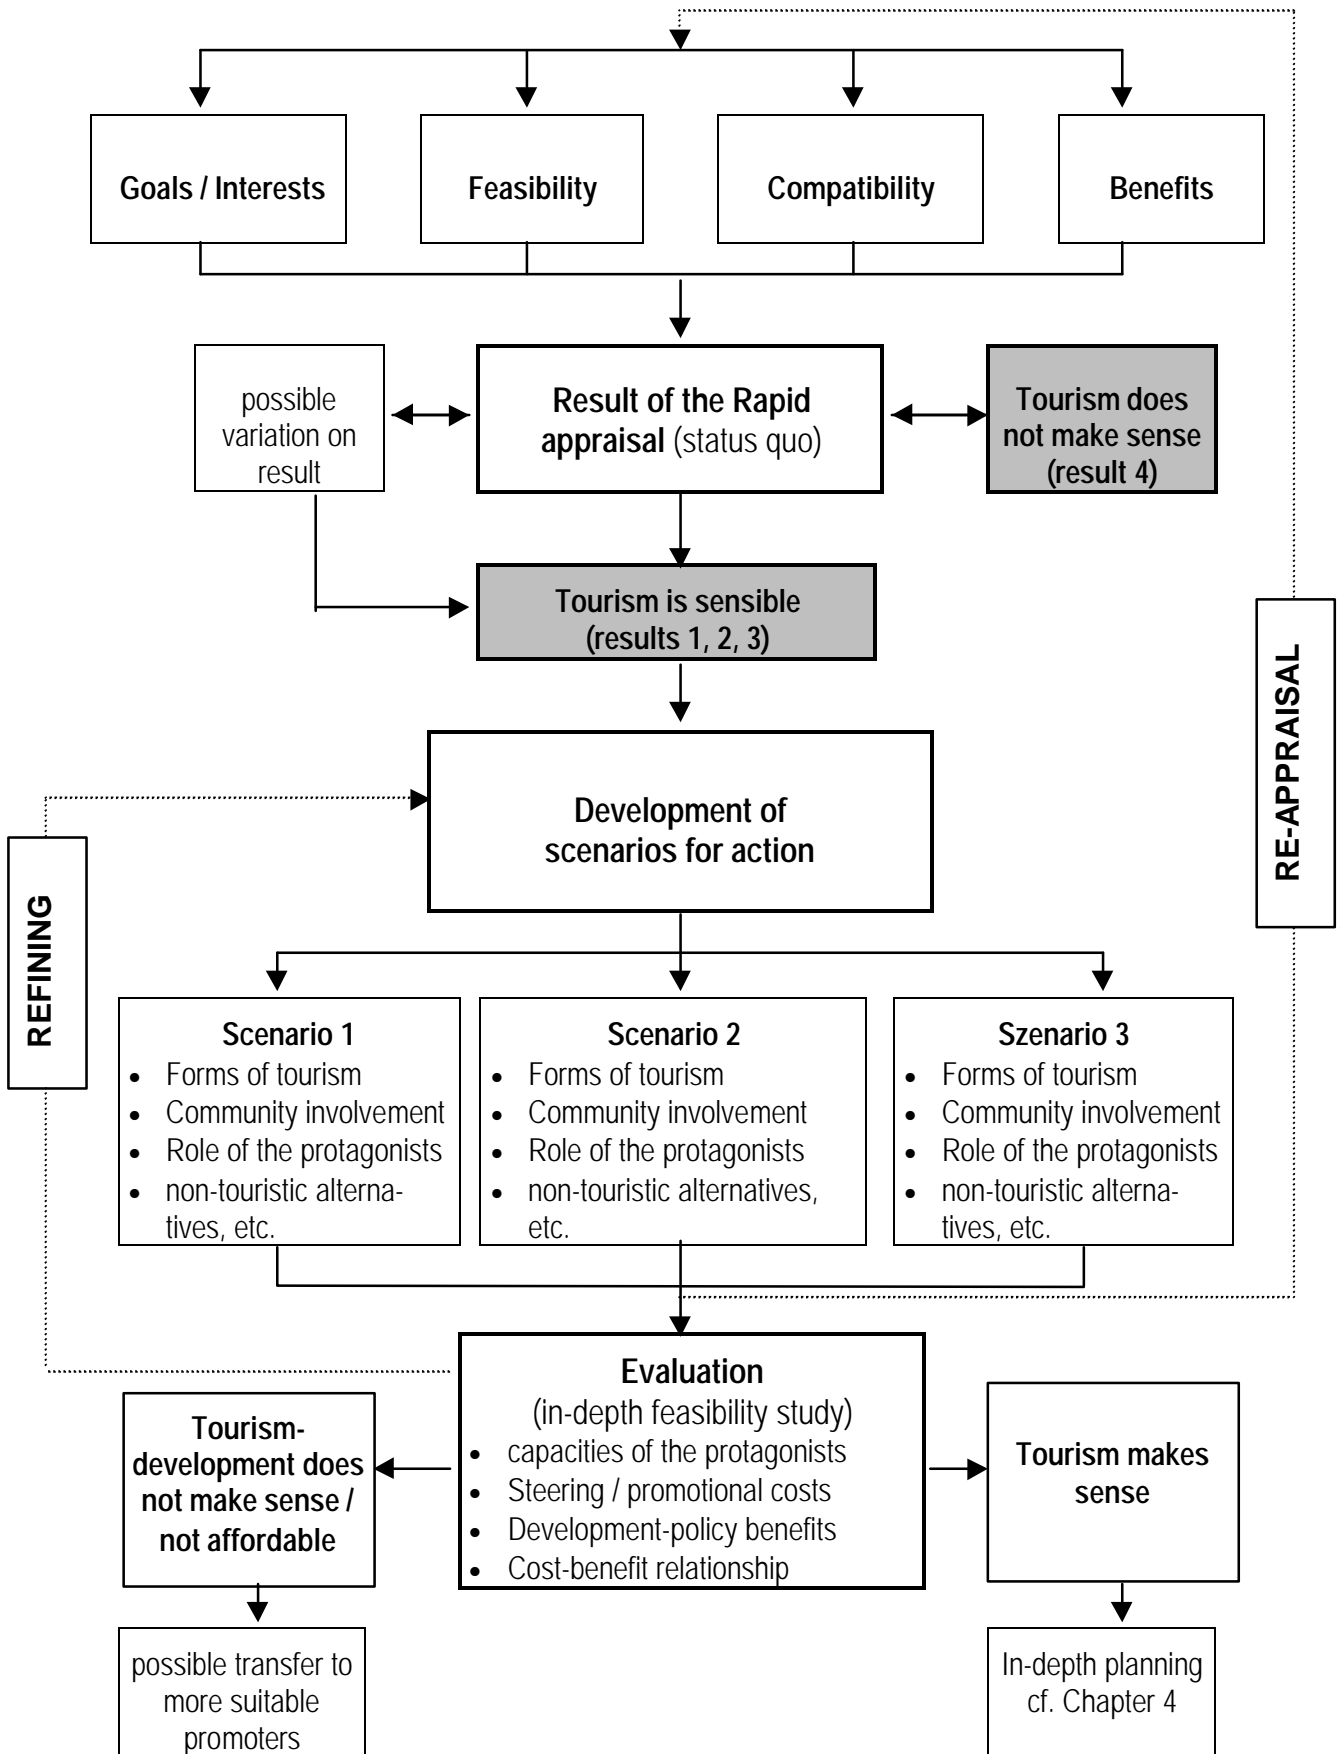 Goals / Interests
Feasibility
Compatibility
Benefits
possible
variation on
result
Result of the Rapid
appraisal (status quo)
Tourism does
not make sense
(result 4)
Tourism is sensible
(results 1, 2, 3)
RE-APPRAISAL
Development of
scenarios for action
REFINING
Scenario 1
• Forms of tourism
• Community involvement
• Role of the protagonists
• non-touristic alterna-
tives, etc.
Scenario 2
• Forms of tourism
• Community involvement
• Role of the protagonists
• non-touristic alternatives,
etc.
Szenario 3
• Forms of tourism
• Community involvement
• Role of the protagonists
• non-touristic alterna-
tives, etc.
Tourism-
development does
not make sense /
not affordable
Evaluation
(in-depth feasibility study)
• capacities of the protagonists
• Steering / promotional costs
• Development-policy benefits
• Cost-benefit relationship
Tourism makes
sense
possible transfer to
more suitable
promoters
In-depth planning
cf. Chapter 4